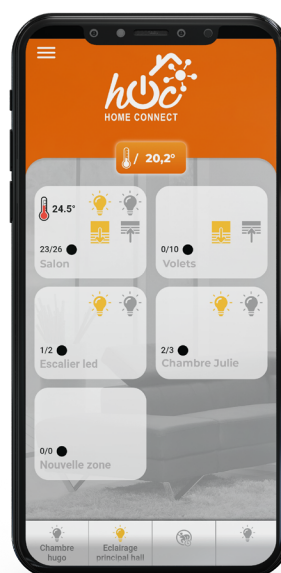 hoc
HOME CONNECT
/ 20,2°
24.5°
23/26
Salon
0/10
Volets
1/2
Escalier led
2/3
Chambre Julie
0/0
Nouvelle zone
Chambre
hugo
Eclairage
principal hall